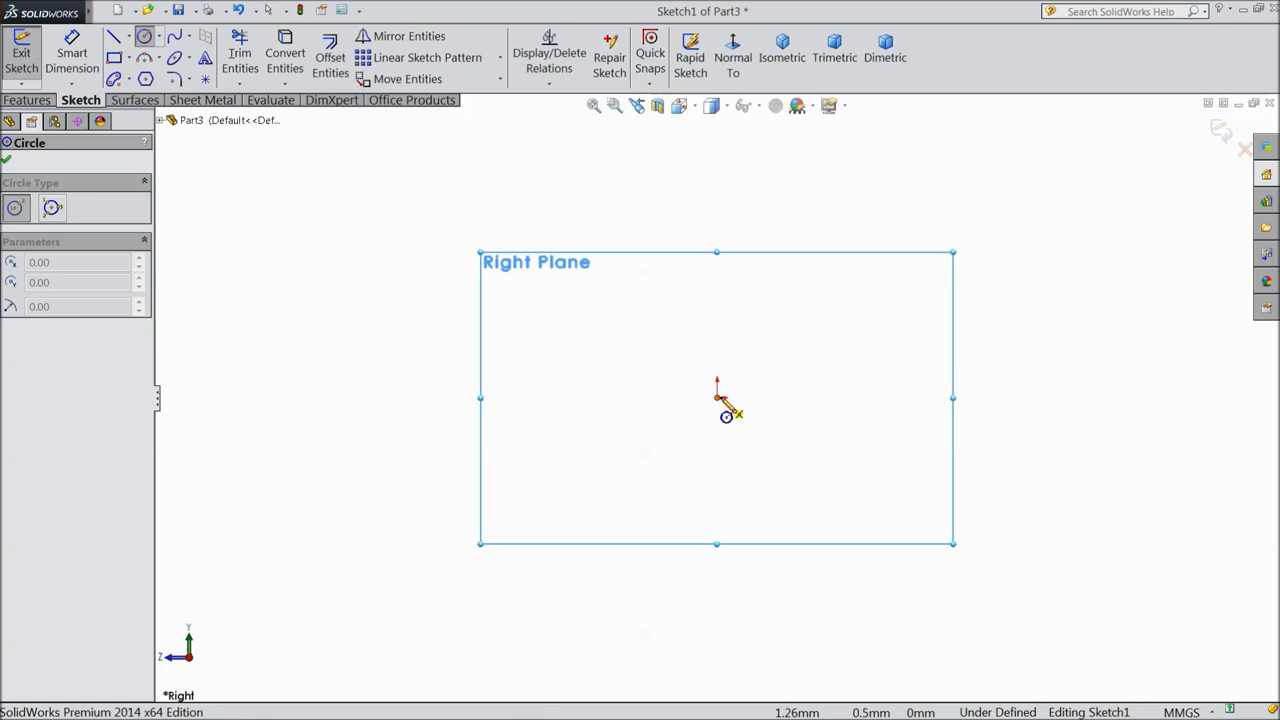 SOLIDWORKS
Sketch1 of Part3 *
Search SolidWorks Help
Exit Sketch
Smart Dimension
Trim Entities
Convert Entities
Offset Entities
Mirror Entities
Linear Sketch Pattern
Move Entities
Display/Delete Relations
Repair Sketch
Quick Snaps
Rapid Sketch
Normal To
Isometric
Trimetric
Dimetric
Features Sketch Surfaces Sheet Metal Evaluate DimXpert Office Products
Part3 (Default<<Def...
Circle ?
Circle Type
Parameters
0.00
0.00
0.00
Right Plane
Y
Z
*Right
SolidWorks Premium 2014 x64 Edition 1.26mm 0.5mm 0mm Under Defined Editing Sketch1 MMGS